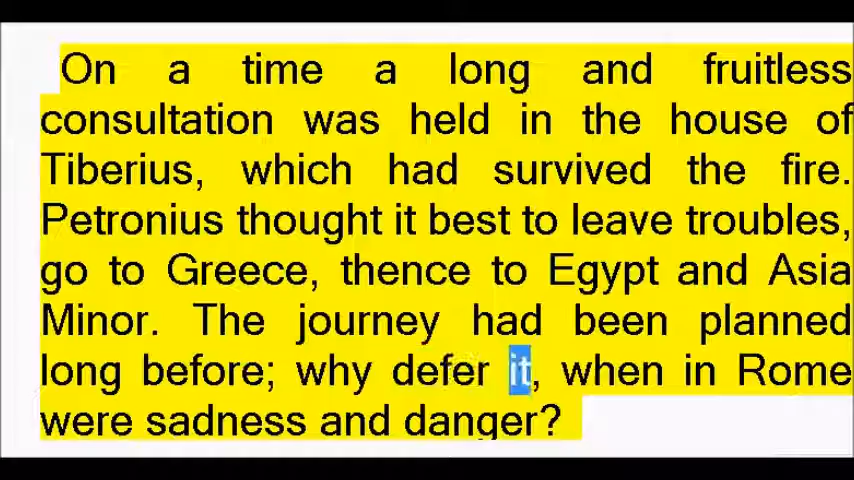 On a time a long and fruitless
consultation was held in the house of
Tiberius, which had survived the fire.
Petronius thought it best to leave troubles,
go to Greece, thence to Egypt and Asia
Minor. The journey had been planned
long before; why defer it, when in Rome
were sadness and danger?